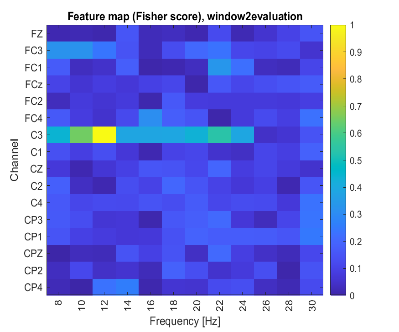 Feature map (Fisher score), window2evaluation
FZ
FC3
FC1
FCz
FC2
FC4
C3
C1
CZ
C2
C4
CP3
CP1
CPZ
CP2
CP4
Channel
8 10 12 14 16 18 20 22 24 26 28 30
Frequency [Hz]
1
0.9
0.8
0.7
0.6
0.5
0.4
0.3
0.2
0.1
0